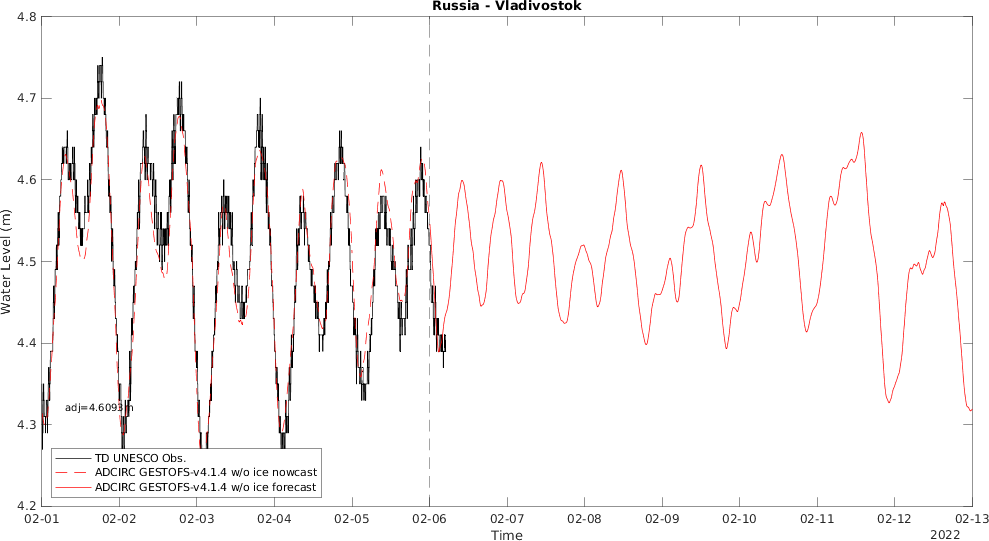 Russia - Vladivostok
4.8
4.7
4.6
4.5
4.4
4.3
4.2
Water Level (m)
adj=4.6093 m
TD UNESCO Obs.
ADCIRC GESTOFS-v4.1.4 w/o ice nowcast
ADCIRC GESTOFS-v4.1.4 w/o ice forecast
02-01 02-02 02-03 02-04 02-05 02-06 02-07 02-08 02-09 02-10 02-11 02-12 02-13
Time
2022